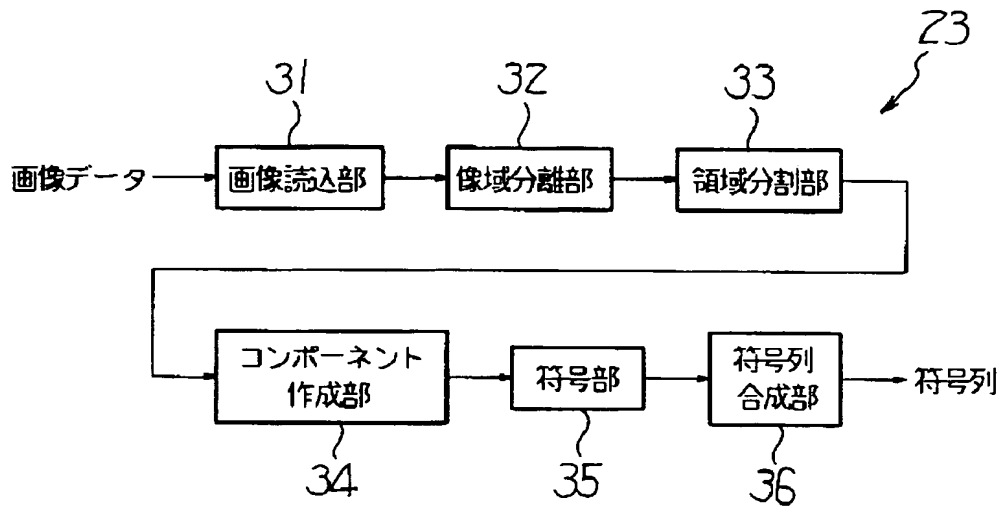 23
31
32
33
画像データ
画像読込部
像域分離部
領域分割部
コンポーネント
作成部
符号部
符号列
合成部
符号列
34
35
36